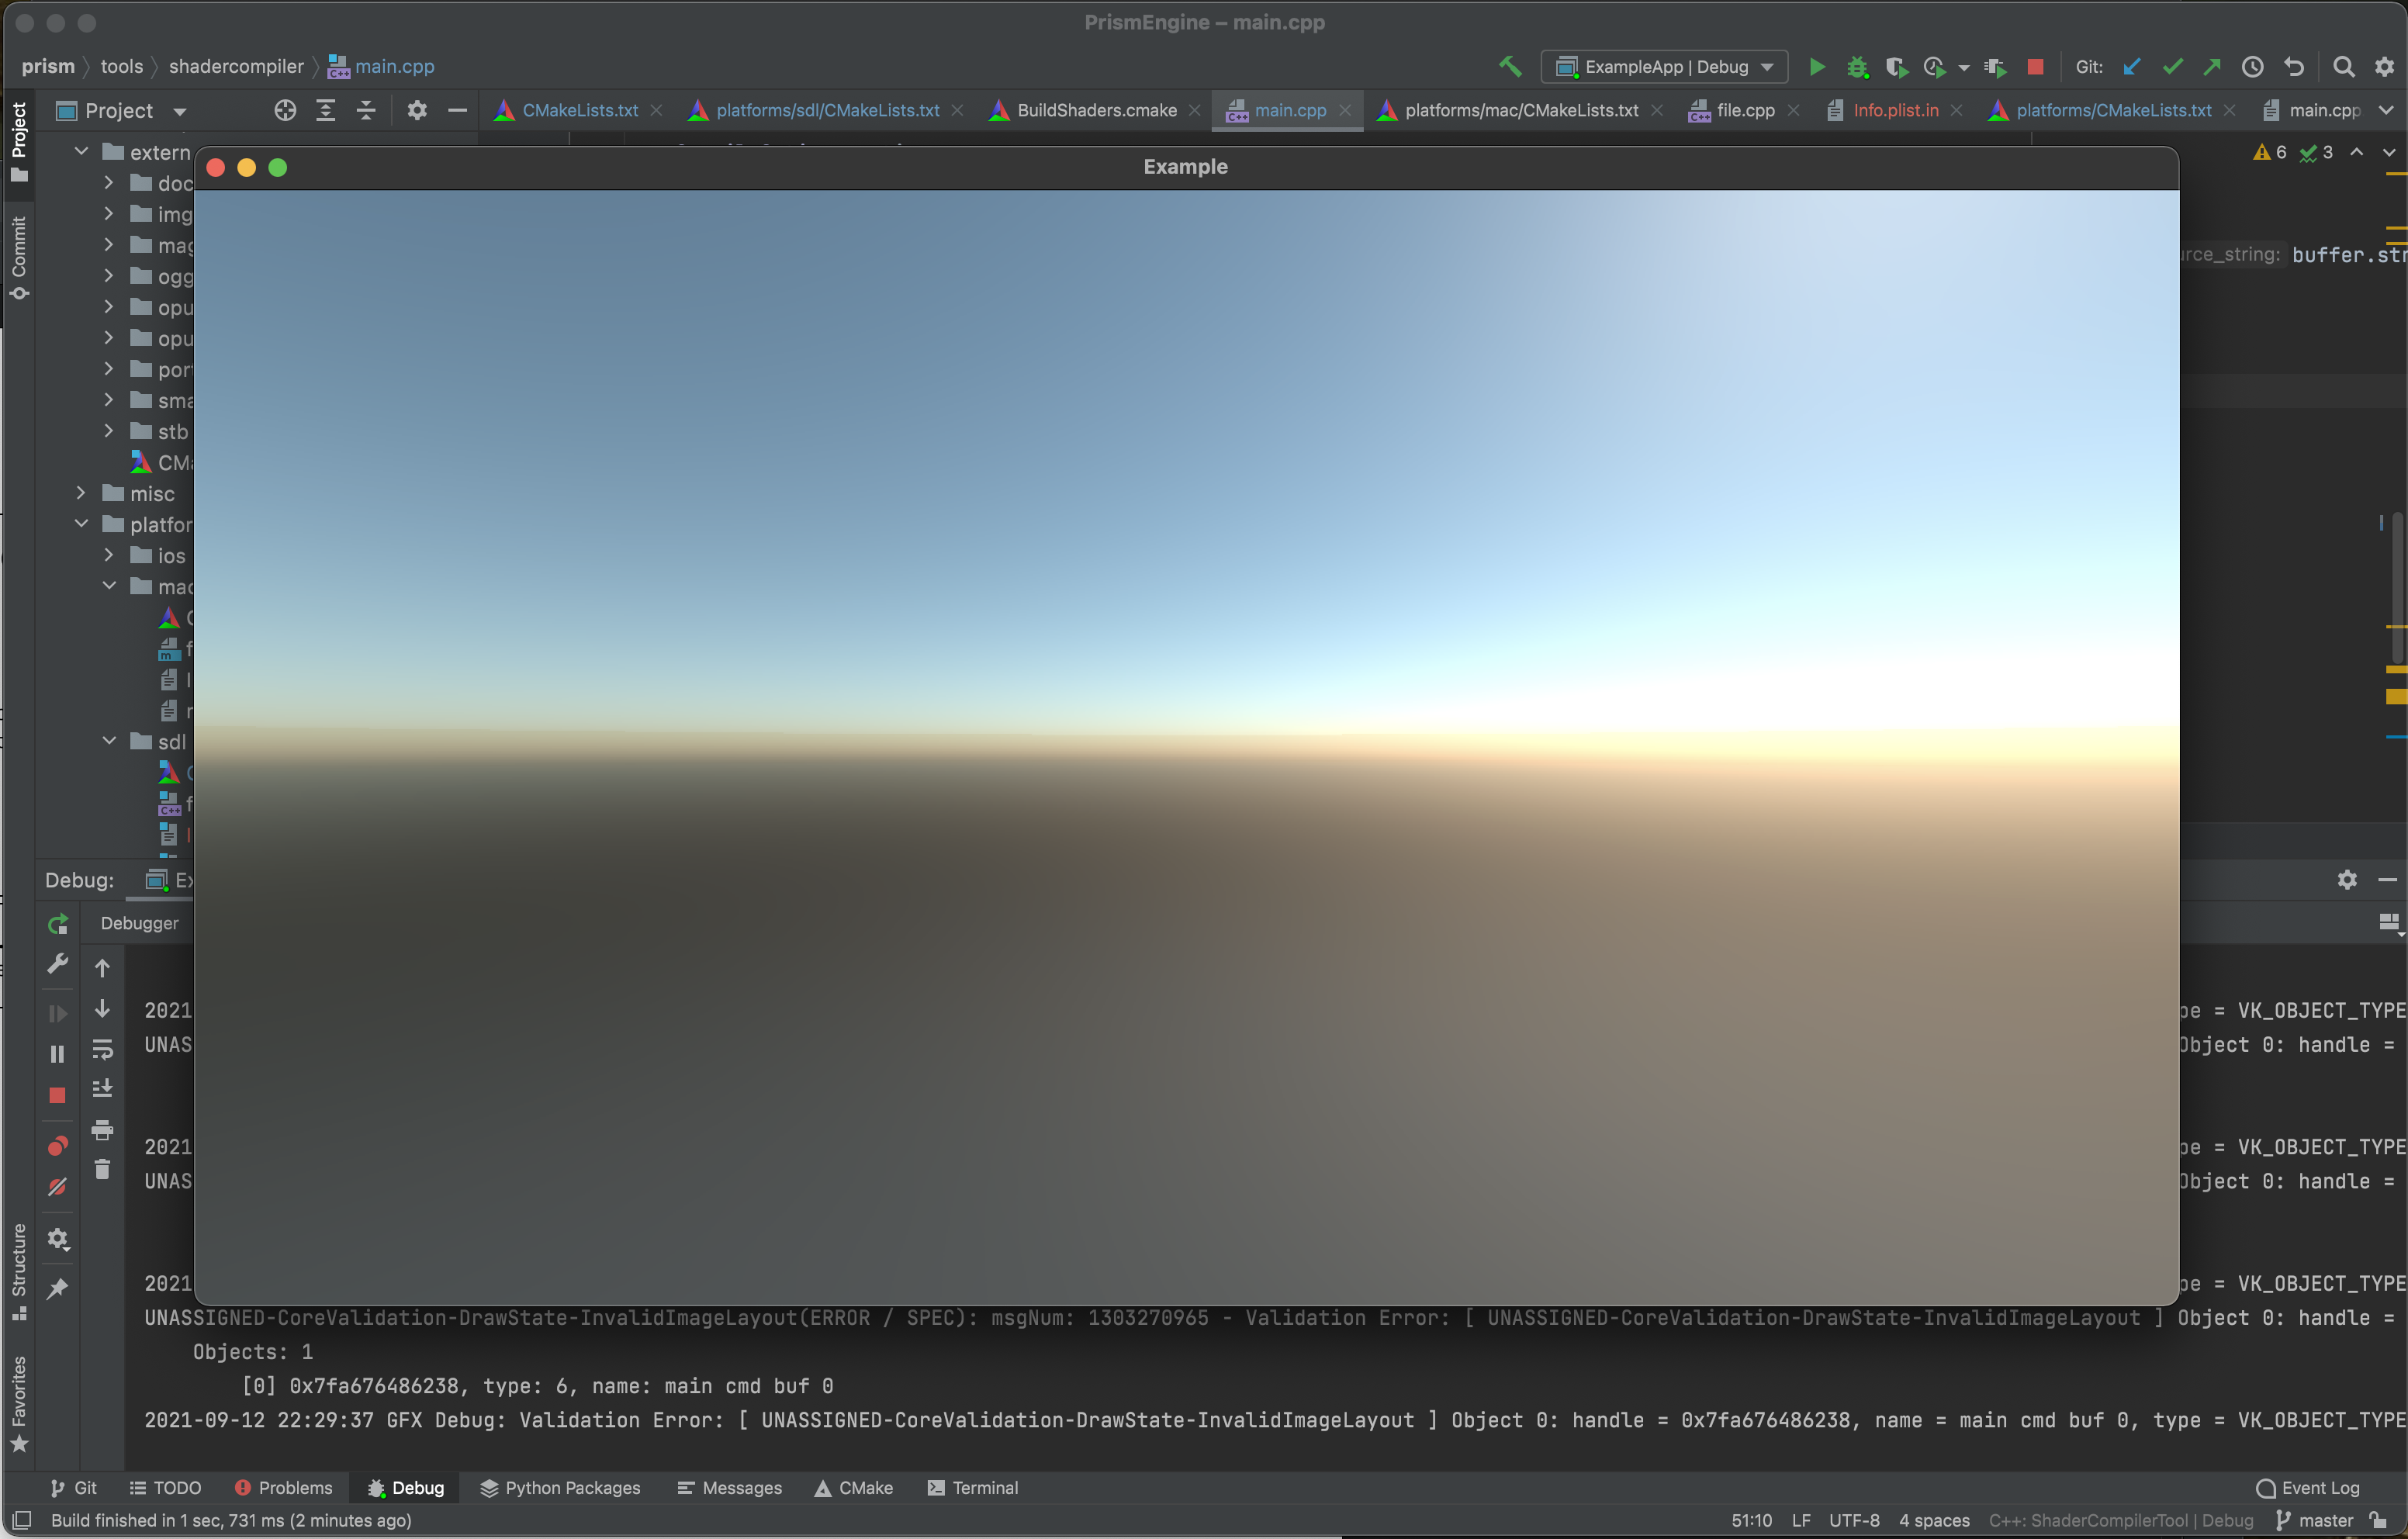 PrismEngine – main.cpp
prism tools shadercompiler main.cpp
ExampleApp | Debug
Git:
Project
CMakeLists.txt
platforms/sdl/CMakeLists.txt
BuildShaders.cmake
main.cpp
platforms/mac/CMakeLists.txt
file.cpp
Info.plist.in
platforms/CMakeLists.txt
main.cpp
Project
Commit
Structure
Favorites
extern
doc
img
mag
ogg
opu
opu
port
sma
stb
CMa
misc
platfor
ios
mac
sdl
Example
6 3
urce_string: buffer.str
Debug: Ex
Debugger
2021 pe = VK_OBJECT_TYPE
UNAS Object 0: handle =
2021 pe = VK_OBJECT_TYPE
UNAS Object 0: handle =
2021 pe = VK_OBJECT_TYPE
UNASSIGNED-CoreValidation-DrawState-InvalidImageLayout(ERROR / SPEC): msgNum: 1303270965 - Validation Error: [ UNASSIGNED-CoreValidation-DrawState-InvalidImageLayout ] Object 0: handle =
Objects: 1
[0] 0x7fa676486238, type: 6, name: main cmd buf 0
2021-09-12 22:29:37 GFX Debug: Validation Error: [ UNASSIGNED-CoreValidation-DrawState-InvalidImageLayout ] Object 0: handle = 0x7fa676486238, name = main cmd buf 0, type = VK_OBJECT_TYPE
Git TODO Problems Debug Python Packages Messages CMake Terminal Event Log
Build finished in 1 sec, 731 ms (2 minutes ago) 51:10 LF UTF-8 4 spaces C++: ShaderCompilerTool | Debug master